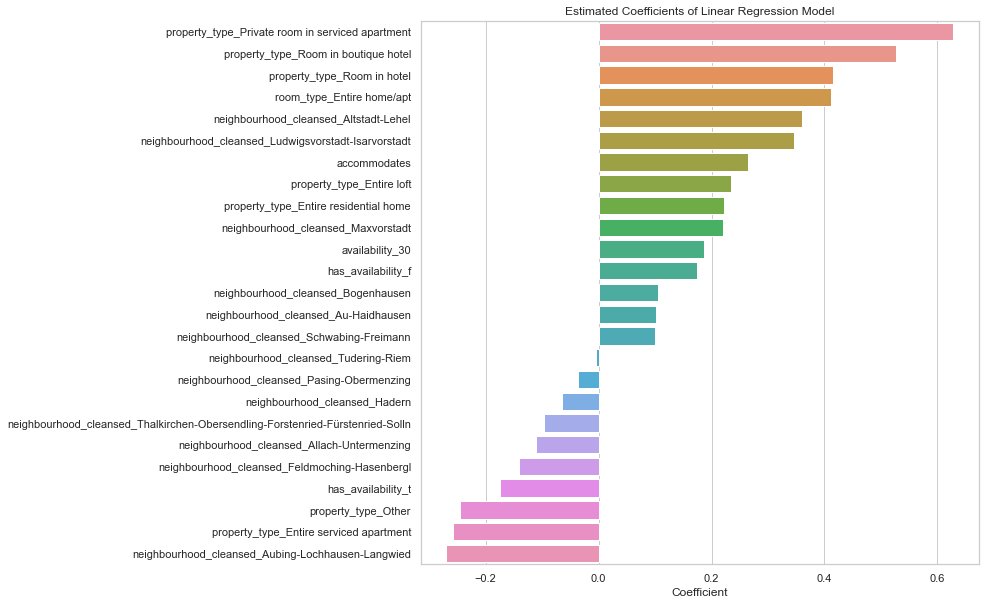 Estimated Coefficients of Linear Regression Model
property_type_Private room in serviced apartment
property_type_Room in boutique hotel
property_type_Room in hotel
room_type_Entire home/apt
neighbourhood_cleansed_Altstadt-Lehel
neighbourhood_cleansed_Ludwigsvorstadt-Isarvorstadt
accommodates
property_type_Entire loft
property_type_Entire residential home
neighbourhood_cleansed_Maxvorstadt
availability_30
has_availability_f
neighbourhood_cleansed_Bogenhausen
neighbourhood_cleansed_Au-Haidhausen
neighbourhood_cleansed_Schwabing-Freimann
neighbourhood_cleansed_Tudering-Riem
neighbourhood_cleansed_Pasing-Obermenzing
neighbourhood_cleansed_Hadern
neighbourhood_cleansed_Thalkirchen-Obersendling-Forstenried-Fürstenried-Solln
neighbourhood_cleansed_Allach-Untermenzing
neighbourhood_cleansed_Feldmoching-Hasenbergl
has_availability_t
property_type_Other
property_type_Entire serviced apartment
neighbourhood_cleansed_Aubing-Lochhausen-Langwied
−0.2 0.0 0.2 0.4 0.6
Coefficient